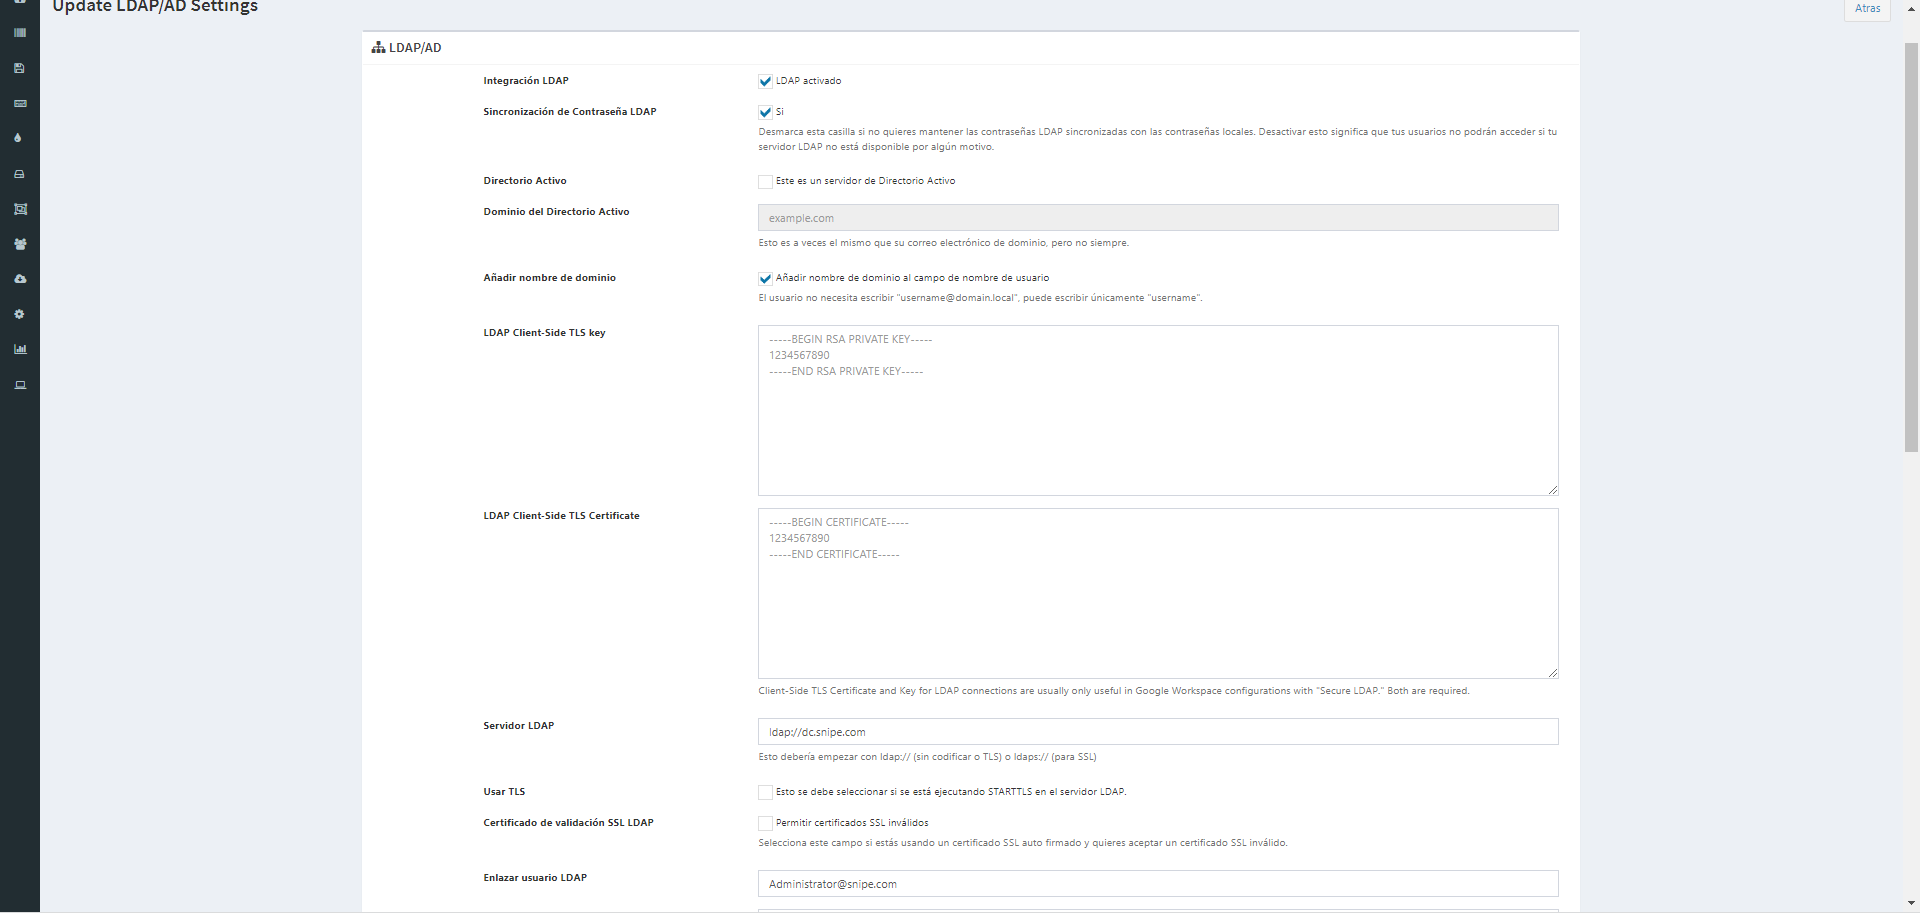 Update LDAP/AD Settings
Atras
LDAP/AD
Integración LDAP
LDAP activado
Sincronización de Contraseña LDAP
Si
Desmarca esta casilla si no quieres mantener las contraseñas LDAP sincronizadas con las contraseñas locales. Desactivar esto significa que tus usuarios no podrán acceder si tu
servidor LDAP no está disponible por algún motivo.
Directorio Activo
Este es un servidor de Directorio Activo
Dominio del Directorio Activo
example.com
Esto es a veces el mismo que su correo electrónico de dominio, pero no siempre.
Añadir nombre de dominio
Añadir nombre de dominio al campo de nombre de usuario
El usuario no necesita escribir "username@domain.local", puede escribir únicamente "username".
LDAP Client-Side TLS key
-----BEGIN RSA PRIVATE KEY-----
1234567890
-----END RSA PRIVATE KEY-----
LDAP Client-Side TLS Certificate
-----BEGIN CERTIFICATE-----
1234567890
-----END CERTIFICATE-----
Client-Side TLS Certificate and Key for LDAP connections are usually only useful in Google Workspace configurations with "Secure LDAP." Both are required.
Servidor LDAP
ldap://dc.snipe.com
Esto debería empezar con ldap:// (sin codificar o TLS) o ldaps:// (para SSL)
Usar TLS
Esto se debe seleccionar si se está ejecutando STARTTLS en el servidor LDAP.
Certificado de validación SSL LDAP
Permitir certificados SSL inválidos
Selecciona este campo si estás usando un certificado SSL auto firmado y quieres aceptar un certificado SSL inválido.
Enlazar usuario LDAP
Administrator@snipe.com